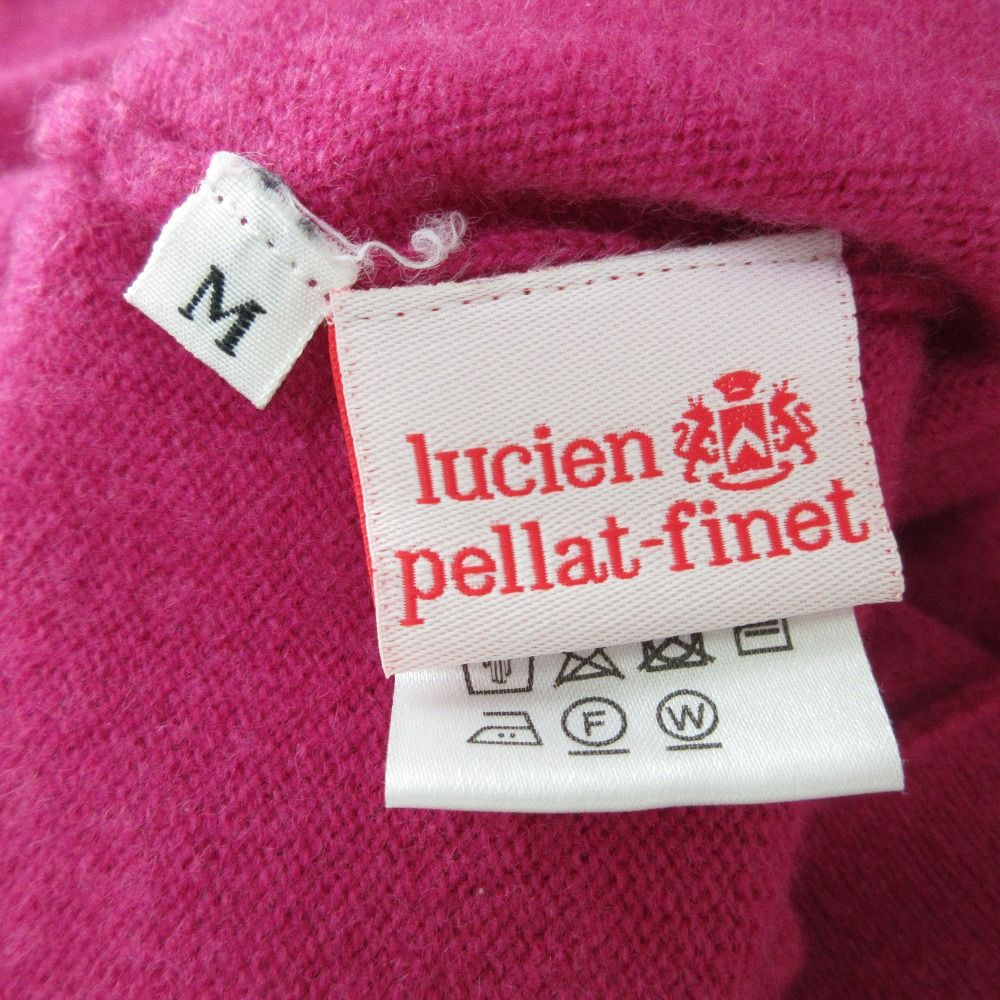 M
lucien
pellat-finet
F W